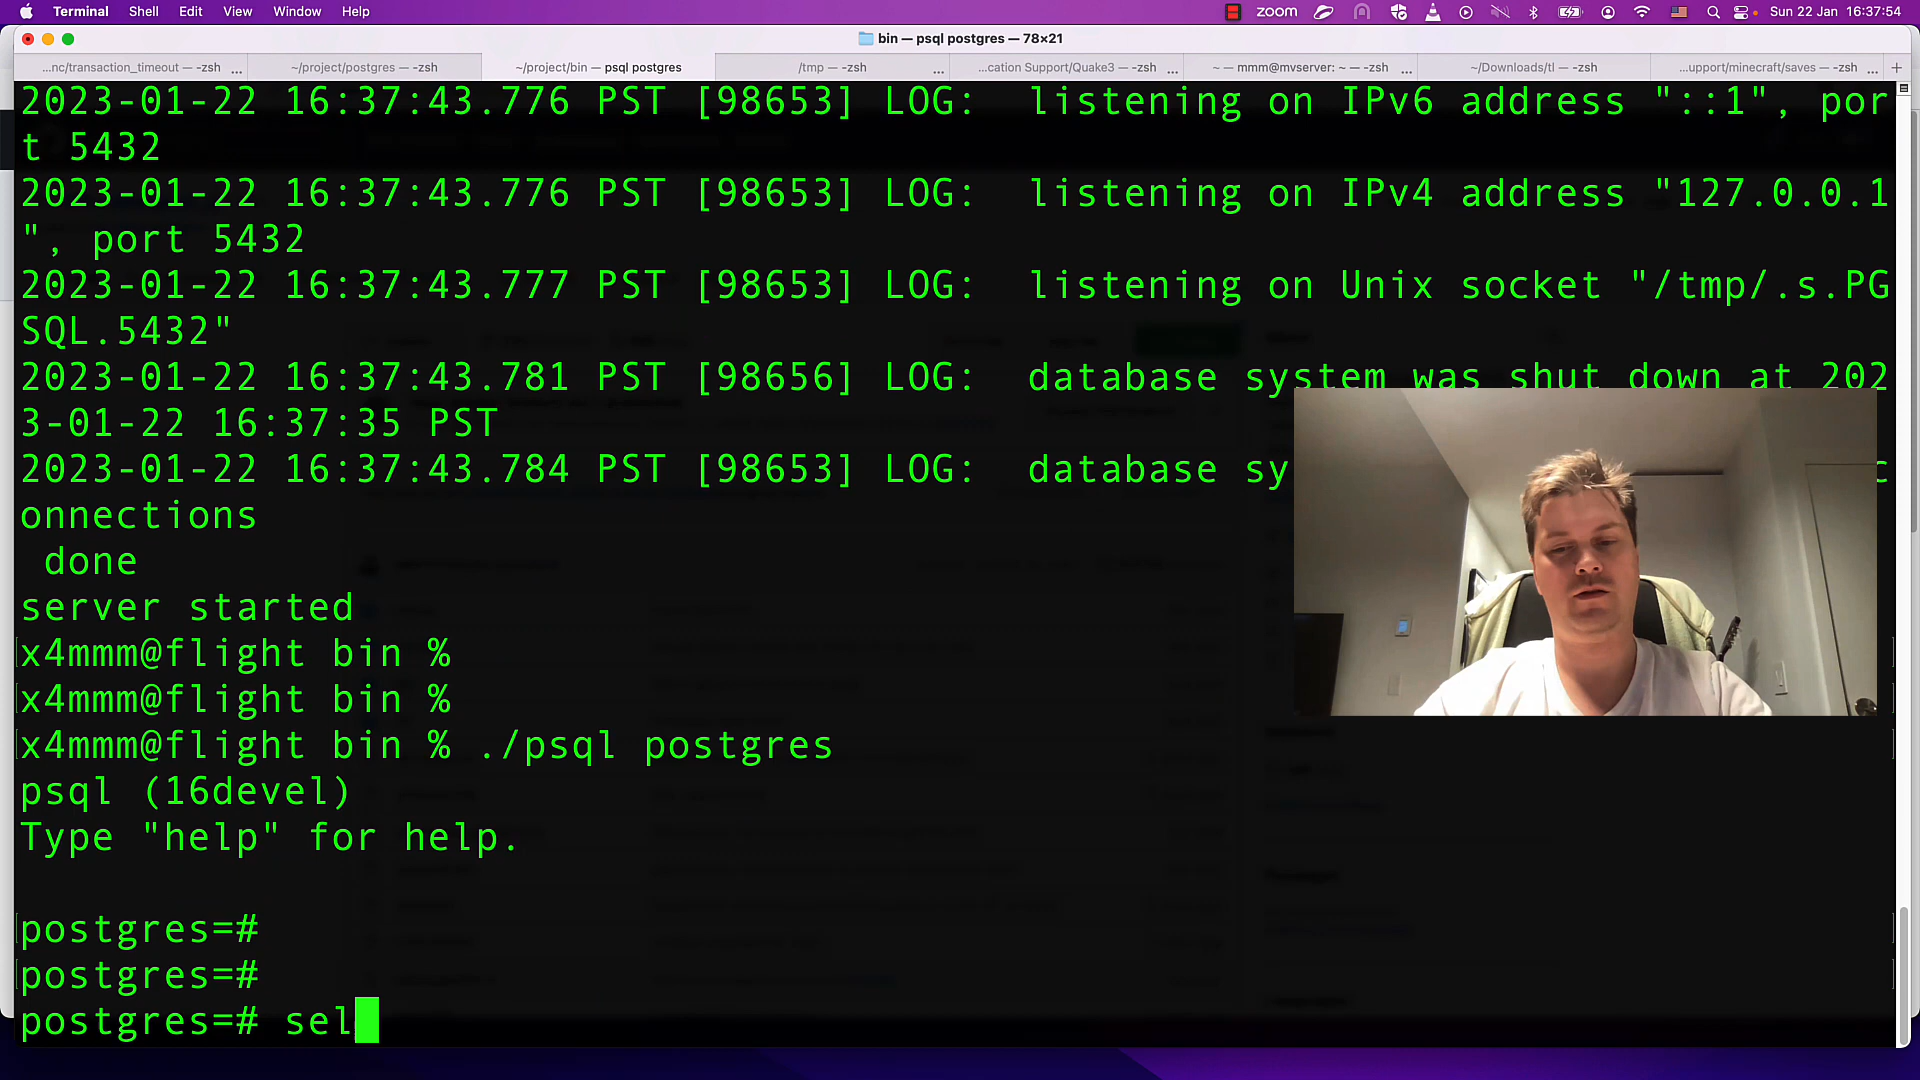 Terminal Shell Edit View Window Help zoom Sun 22 Jan 16:37:54
bin — psql postgres — 78×21
...nc/transaction_timeout — -zsh ... ~/project/postgres — -zsh ~/project/bin — psql postgres /tmp — -zsh ... ...cation Support/Quake3 — -zsh ... ~ — mmm@mvserver: ~ — -zsh ... ~/Downloads/tl — -zsh ...upport/minecraft/saves — -zsh ... +
2023-01-22 16:37:43.776 PST [98653] LOG:  listening on IPv6 address "::1", por
t 5432
2023-01-22 16:37:43.776 PST [98653] LOG:  listening on IPv4 address "127.0.0.1
", port 5432
2023-01-22 16:37:43.777 PST [98653] LOG:  listening on Unix socket "/tmp/.s.PG
SQL.5432"
2023-01-22 16:37:43.781 PST [98656] LOG:  database system was shut down at 202
3-01-22 16:37:35 PST
2023-01-22 16:37:43.784 PST [98653] LOG:  database sy c
onnections
 done
server started
x4mmm@flight bin %
x4mmm@flight bin %
x4mmm@flight bin % ./psql postgres
psql (16devel)
Type "help" for help.
postgres=#
postgres=#
postgres=# sel